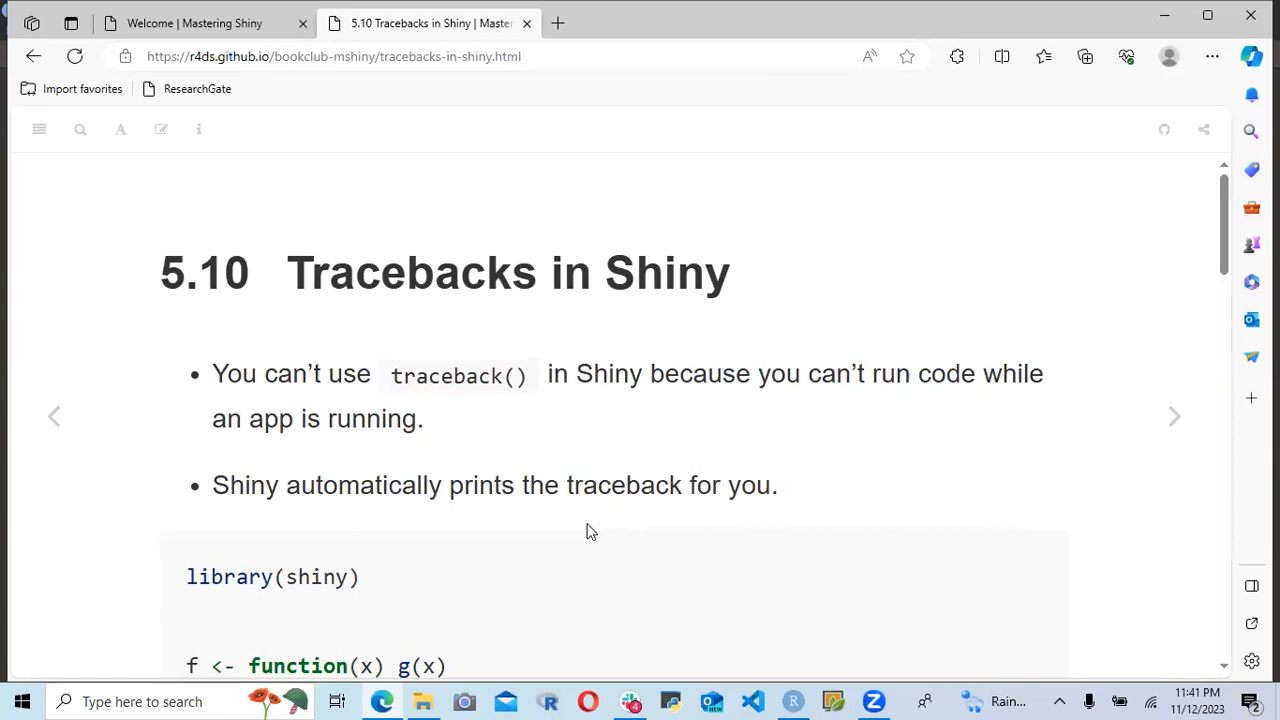 Welcome | Mastering Shiny
5.10 Tracebacks in Shiny | Master
https://r4ds.github.io/bookclub-mshiny/tracebacks-in-shiny.html
Import favorites
ResearchGate
5.10 Tracebacks in Shiny
• You can’t use traceback() in Shiny because you can’t run code while
an app is running.
• Shiny automatically prints the traceback for you.
library(shiny)
f <- function(x) g(x)
Type here to search
4
NEW
Rain...
11:41 PM
11/12/2023
2